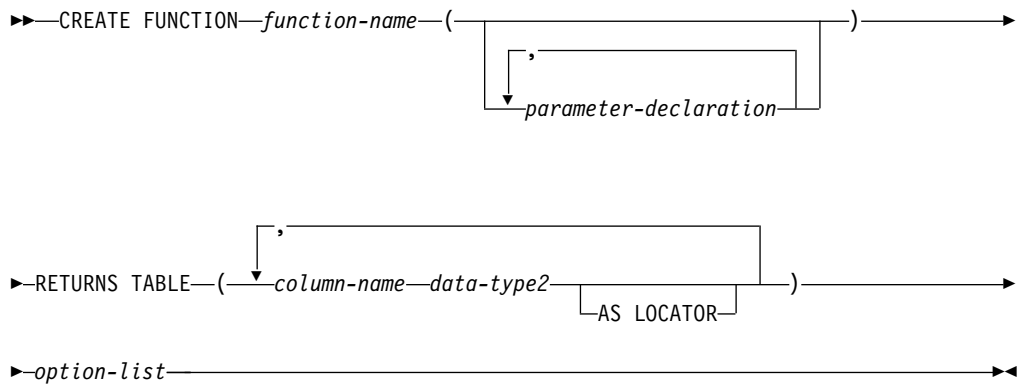 CREATE FUNCTION function-name ( )
,
parameter-declaration
,
RETURNS TABLE ( column-name data-type2 )
AS LOCATOR
option-list